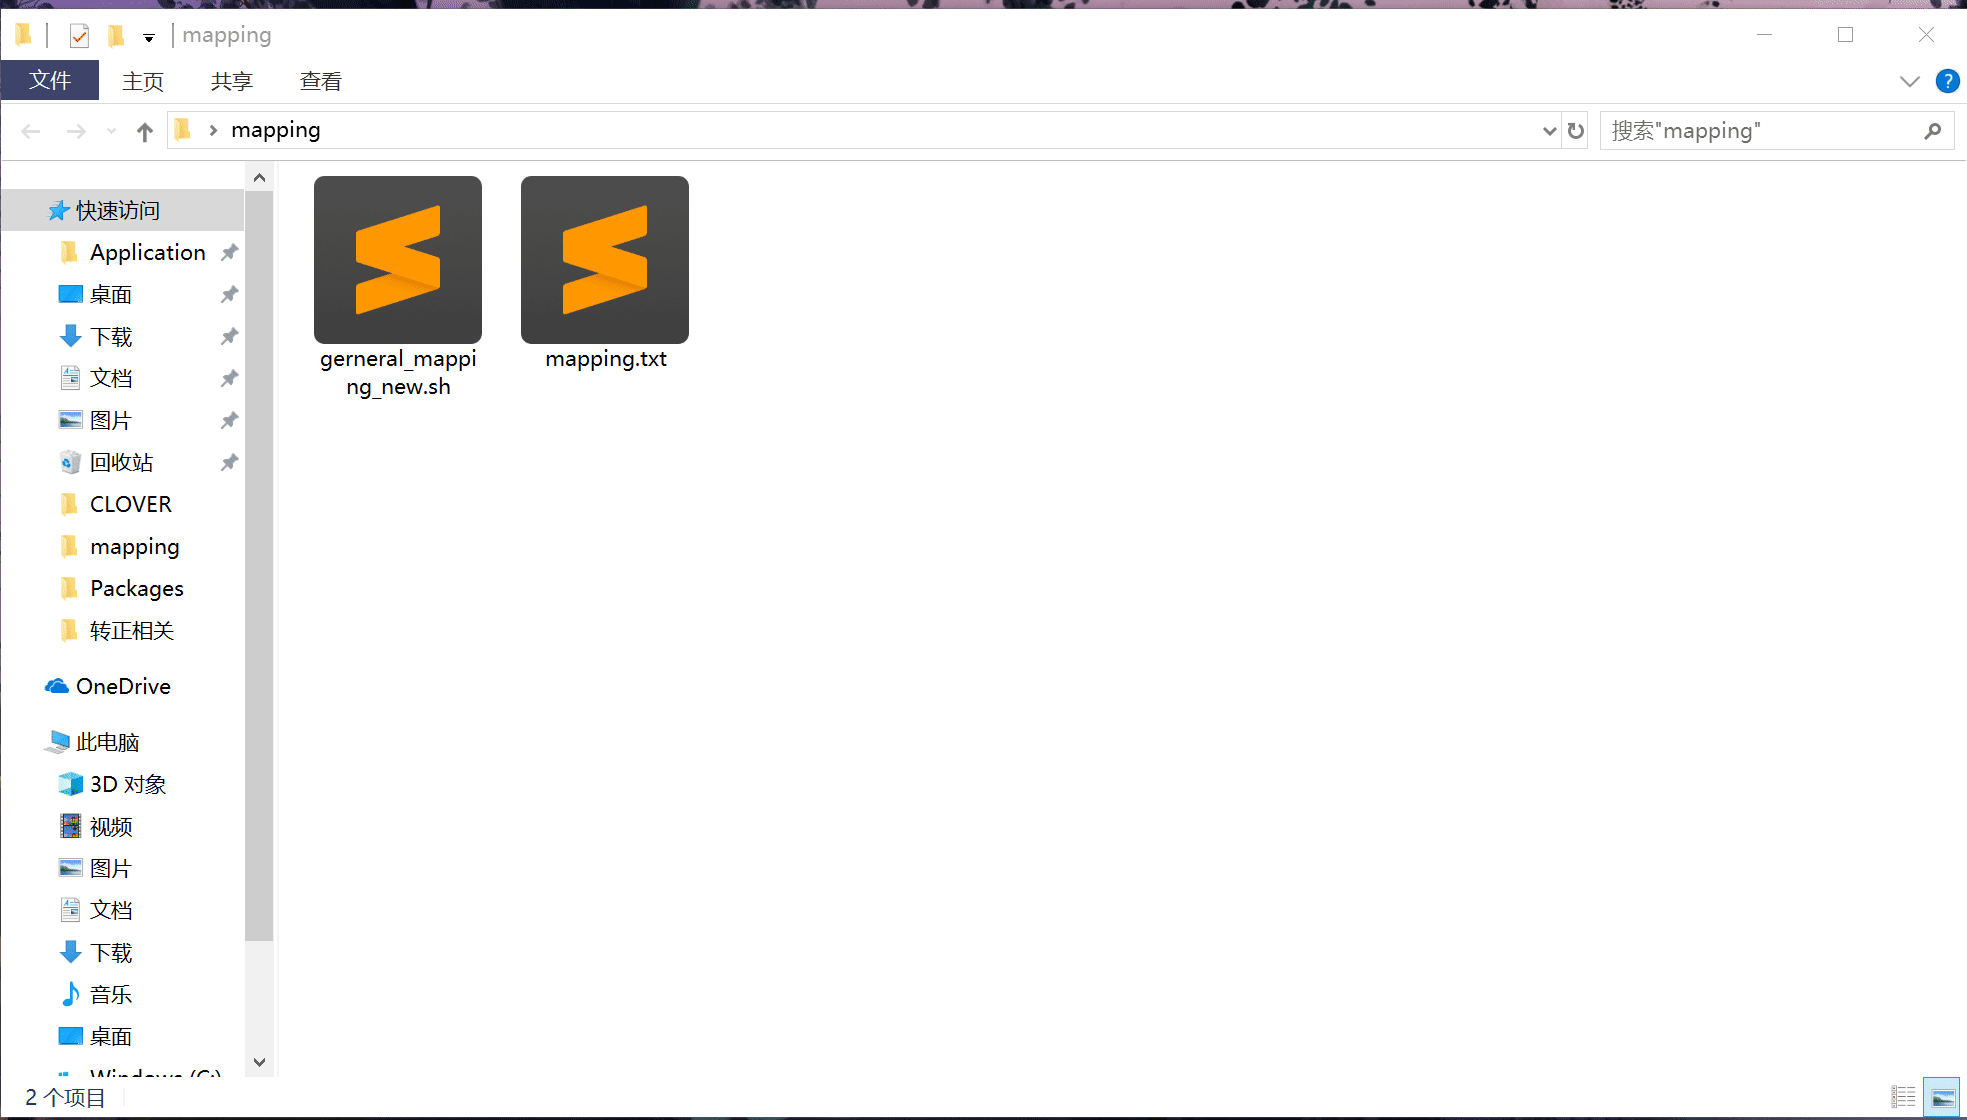 mapping
文件 主页 共享 查看
mapping
搜索"mapping"
快速访问
Application
桌面
下载
文档
图片
回收站
CLOVER
mapping
Packages
转正相关
OneDrive
此电脑
3D 对象
视频
图片
文档
下载
音乐
桌面
Windows (C:)
gerneral_mappi
ng_new.sh
mapping.txt
2 个项目